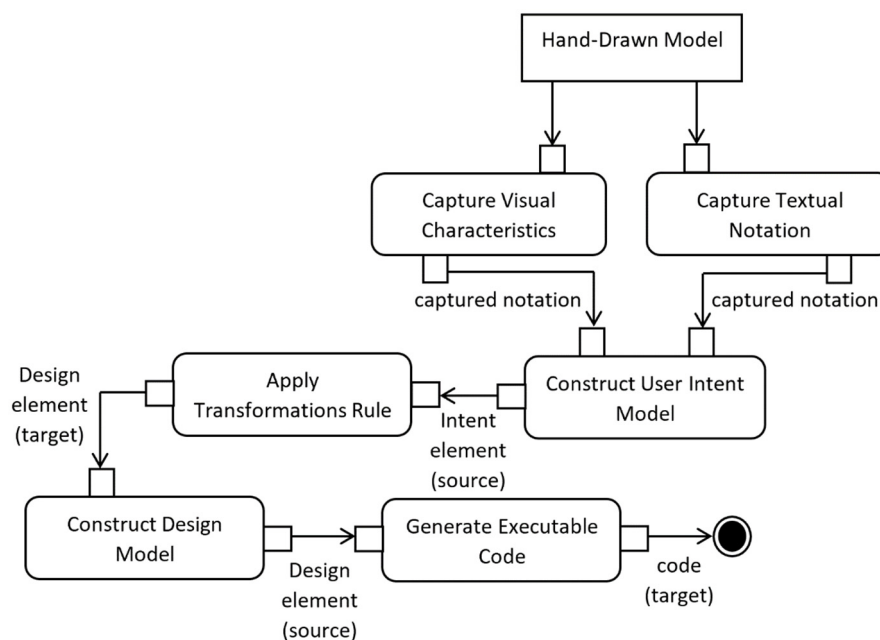 Hand-Drawn Model
Capture Visual
Characteristics
Capture Textual
Notation
captured notation
captured notation
Construct User Intent
Model
Intent
element
(source)
Apply
Transformations Rule
Design
element
(target)
Construct Design
Model
Design
element
(source)
Generate Executable
Code
code
(target)